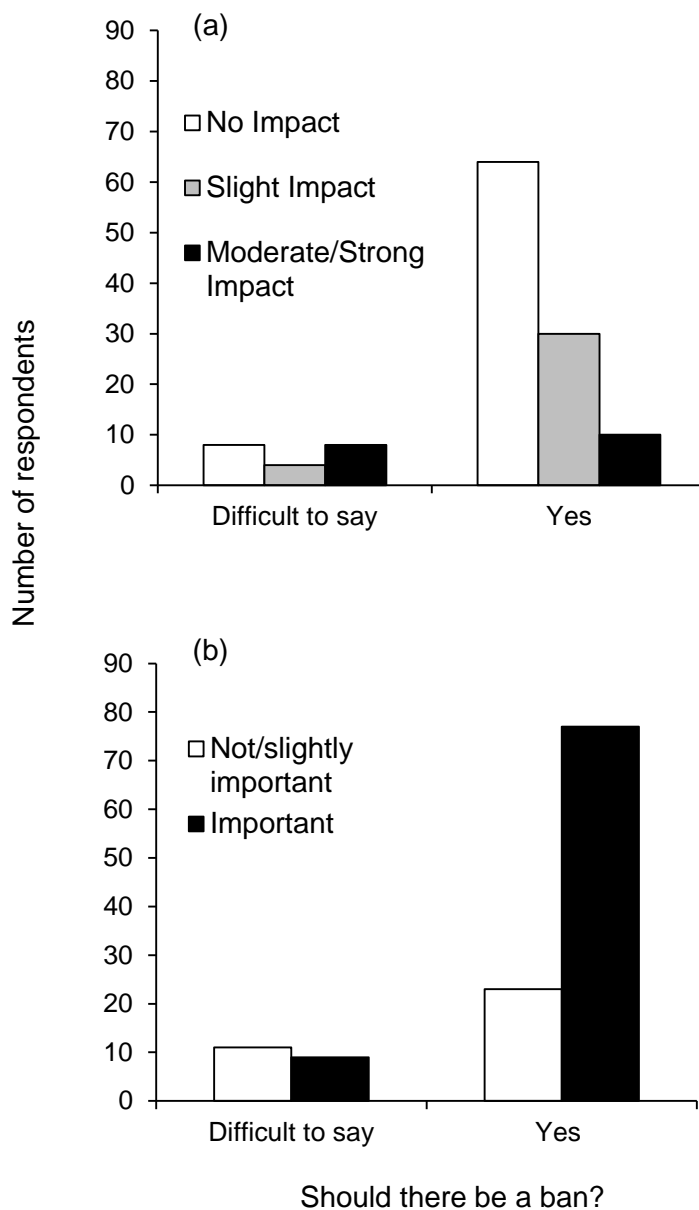 (a)
90
80
70
60
50
40
30
20
10
0
No Impact
Slight Impact
Moderate/Strong
Impact
Difficult to say
Yes
Number of respondents
(b)
90
80
70
60
50
40
30
20
10
0
Not/slightly
important
Important
Difficult to say
Yes
Should there be a ban?